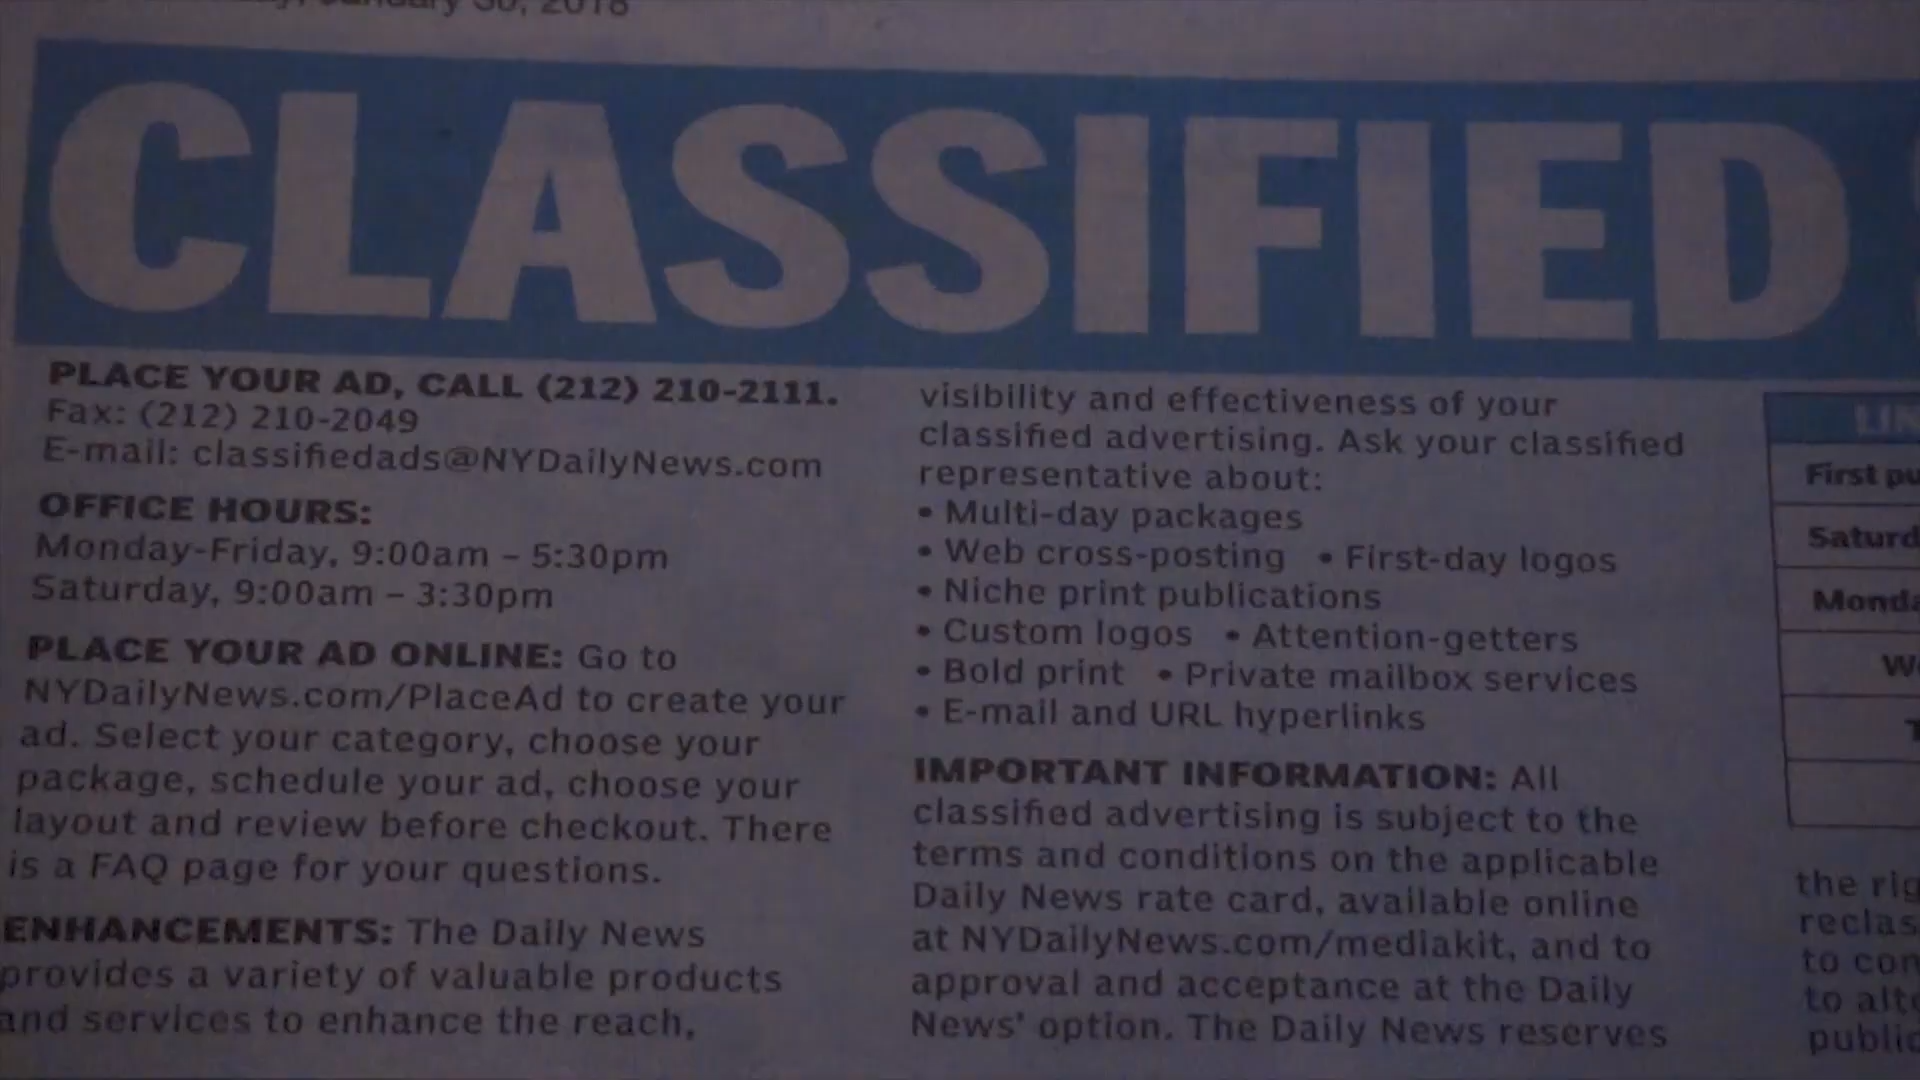 January 30, 2018
CLASSIFIED
PLACE YOUR AD, CALL (212) 210-2111.
Fax: (212) 210-2049
E-mail: classifiedads@NYDailyNews.com
OFFICE HOURS:
Monday-Friday, 9:00am – 5:30pm
Saturday, 9:00am – 3:30pm
PLACE YOUR AD ONLINE: Go to
NYDailyNews.com/PlaceAd to create your
ad. Select your category, choose your
package, schedule your ad, choose your
layout and review before checkout. There
is a FAQ page for your questions.
ENHANCEMENTS: The Daily News
provides a variety of valuable products
and services to enhance the reach,
visibility and effectiveness of your
classified advertising. Ask your classified
representative about:
• Multi-day packages
• Web cross-posting • First-day logos
• Niche print publications
• Custom logos • Attention-getters
• Bold print • Private mailbox services
• E-mail and URL hyperlinks
IMPORTANT INFORMATION: All
classified advertising is subject to the
terms and conditions on the applicable
Daily News rate card, available online
at NYDailyNews.com/mediakit, and to
approval and acceptance at the Daily
News' option. The Daily News reserves
First
the
to
to